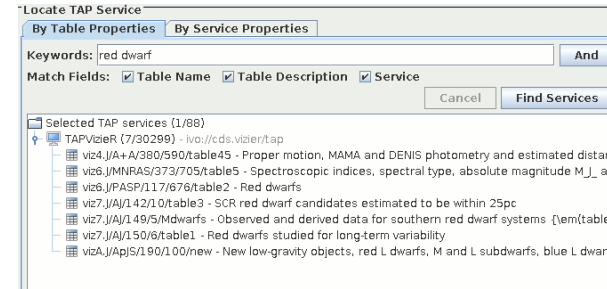 Locate TAP Service
By Table Properties By Service Properties
Keywords: red dwarf And
Match Fields: Table Name Table Description Service
Cancel Find Services
Selected TAP services (1/88)
TAPVizieR (7/30299) - ivo://cds.vizier/tap
viz4.J/A+A/380/590/table45 - Proper motion, MAMA and DENIS photometry and estimated distan
viz6.J/MNRAS/373/705/table5 - Spectroscopic indices, spectral type, absolute magnitude M_J_ a
viz6.J/PASP/117/676/table2 - Red dwarfs
viz7.J/AJ/142/10/table3 - SCR red dwarf candidates estimated to be within 25pc
viz7.J/AJ/149/5/Mdwarfs - Observed and derived data for southern red dwarf systems {\em(table
viz7.J/AJ/150/6/table1 - Red dwarfs studied for long-term variability
vizA.J/ApJS/190/100/new - New low-gravity objects, red L dwarfs, M and L subdwarfs, blue L dwar